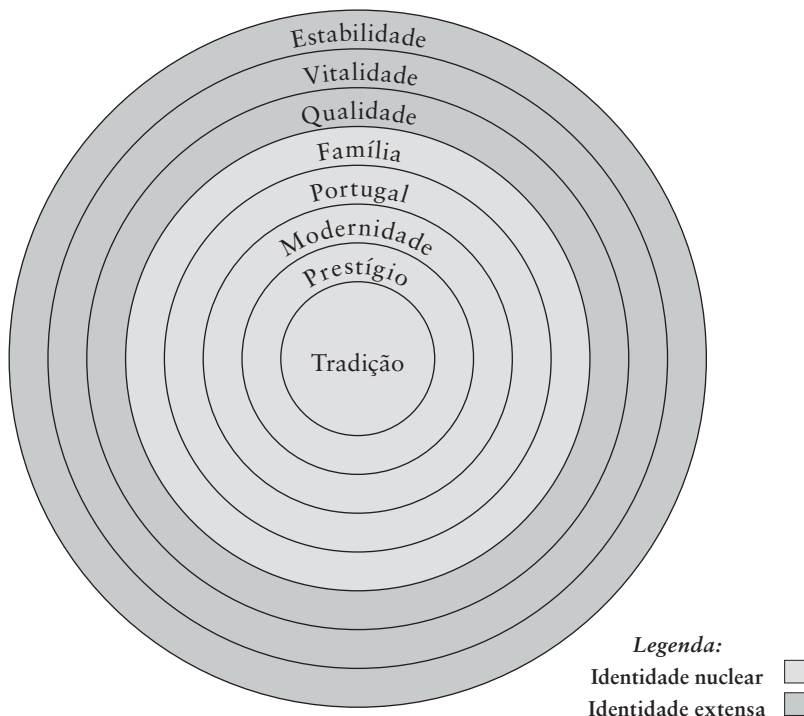 Estabilidade
Vitalidade
Qualidade
Família
Portugal
Modernidade
Prestígio
Tradição
Legenda:
Identidade nuclear
Identidade extensa